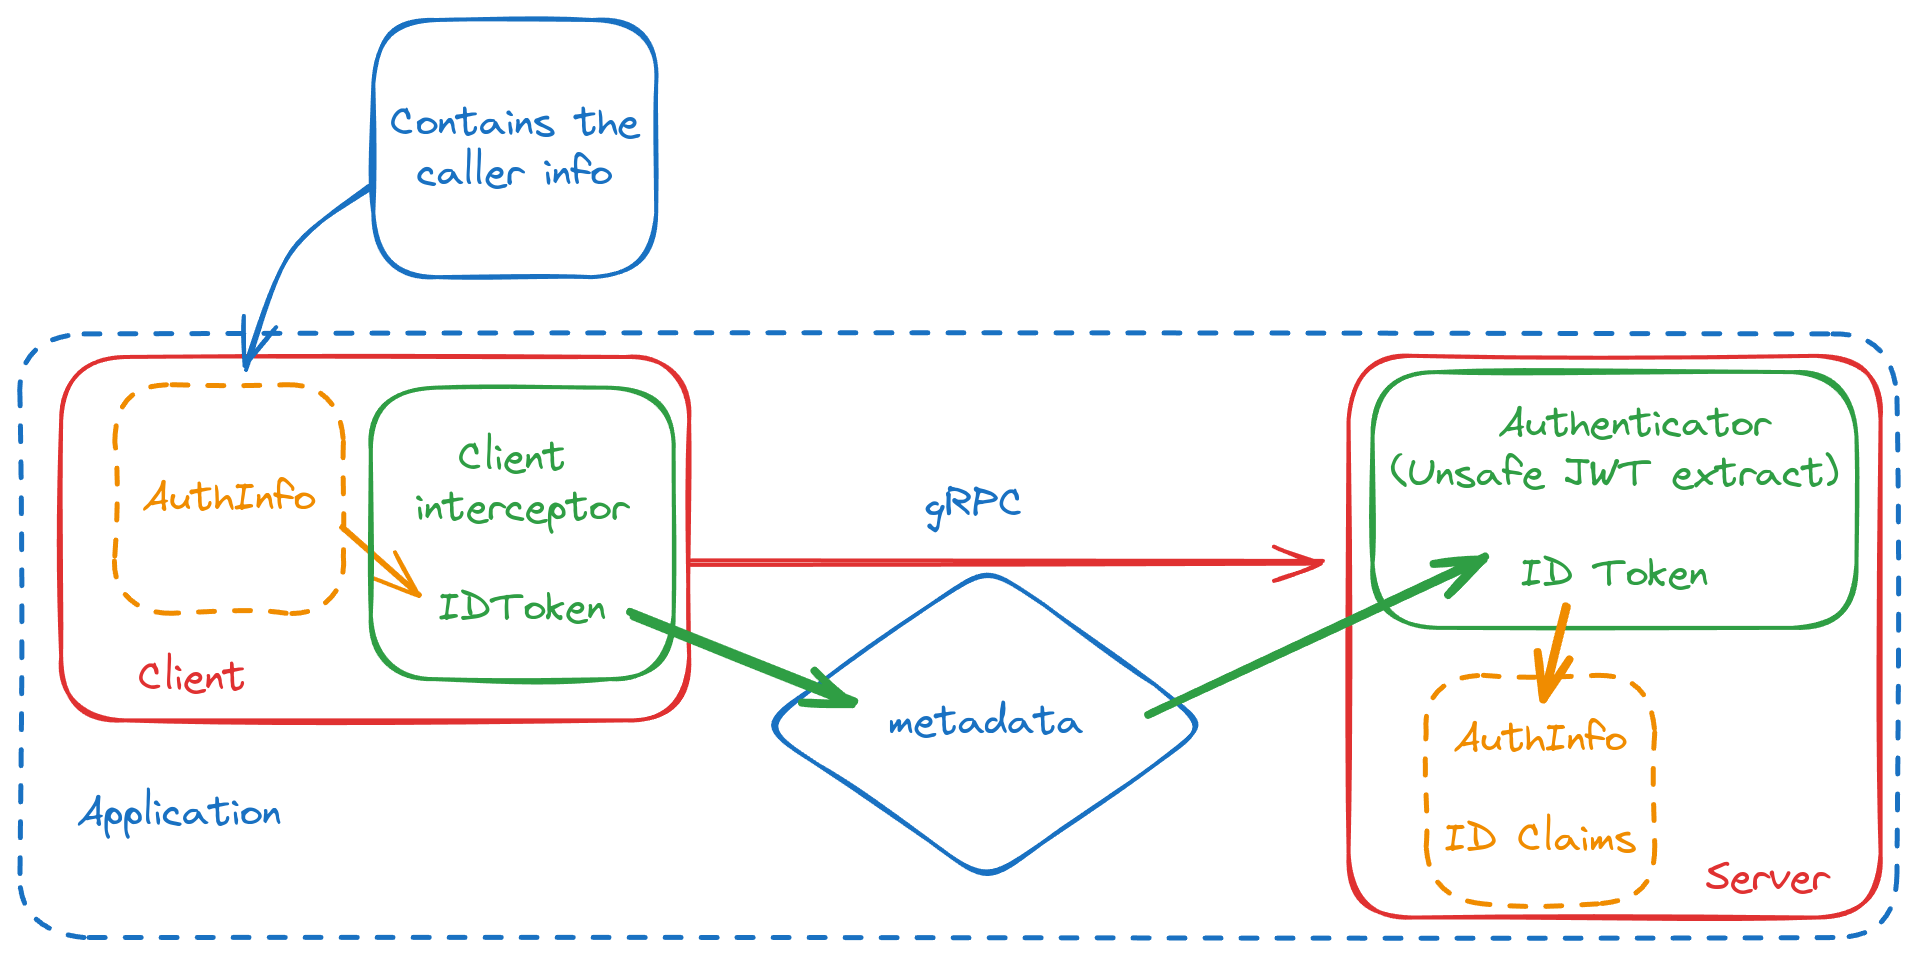 Contains the
caller info
AuthInfo
Client
interceptor
IDToken
Client
Application
gRPC
metadata
Authenticator
(Unsafe JWT extract)
ID Token
AuthInfo
ID Claims
Server